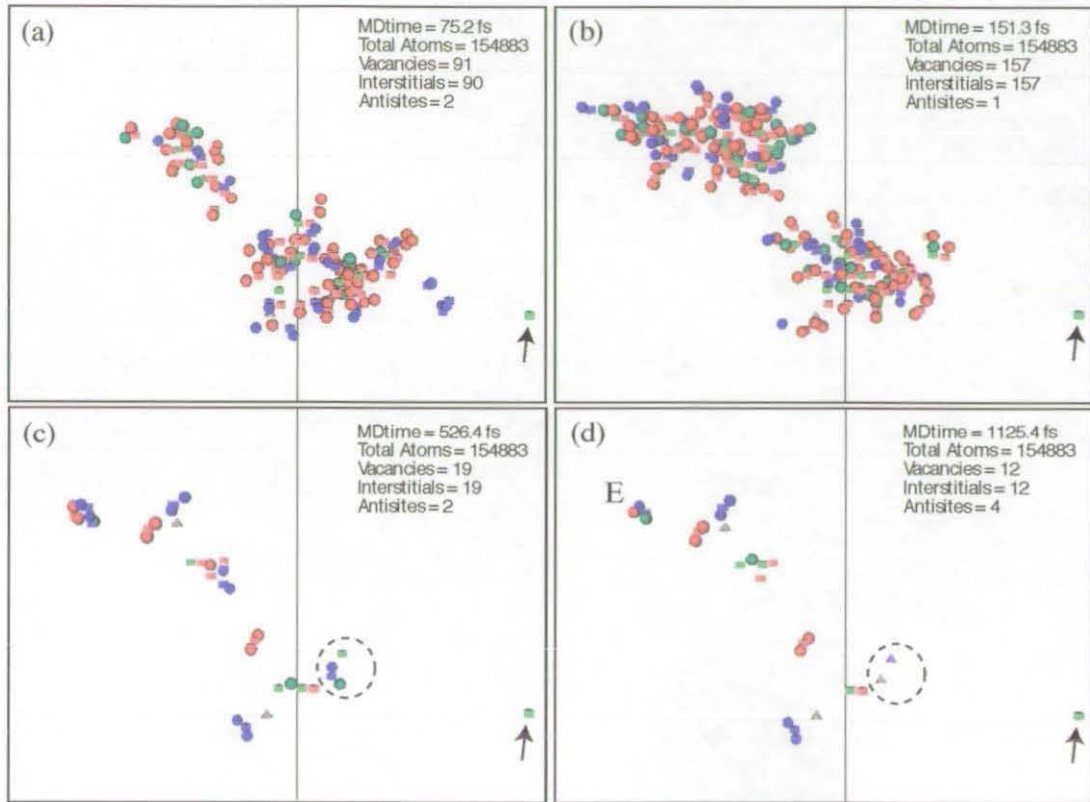 (a)
MDtime = 75.2 fs
Total Atoms = 154883
Vacancies = 91
Interstitials = 90
Antisites = 2
(b)
MDtime = 151.3 fs
Total Atoms = 154883
Vacancies = 157
Interstitials = 157
Antisites = 1
(c)
MDtime = 526.4 fs
Total Atoms = 154883
Vacancies = 19
Interstitials = 19
Antisites = 2
(d)
MDtime = 1125.4 fs
Total Atoms = 154883
Vacancies = 12
Interstitials = 12
Antisites = 4
E